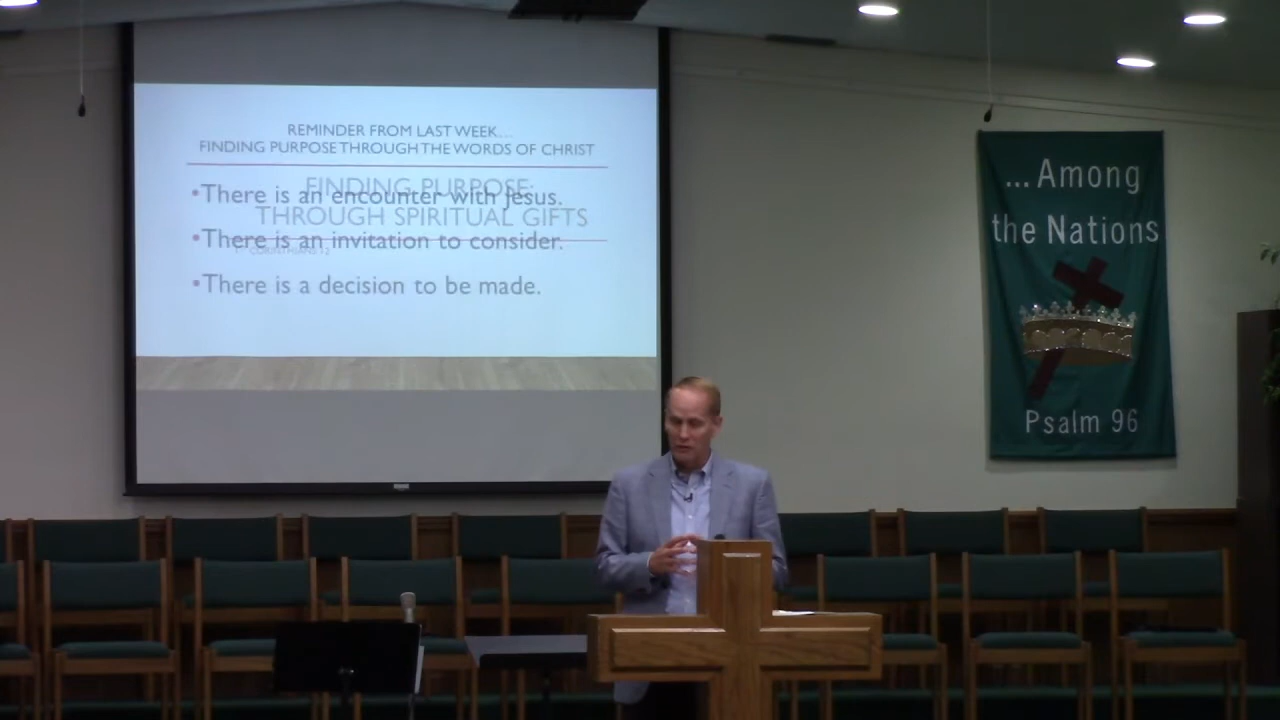 REMINDER FROM LAST WEEK...
FINDING PURPOSE THROUGH THE WORDS OF CHRIST
FINDING PURPOSE:
THROUGH SPIRITUAL GIFTS
•There is an encounter with Jesus.
•There is an invitation to consider.
CORINTHIANS 12
•There is a decision to be made.
...Among
the Nations
Psalm 96